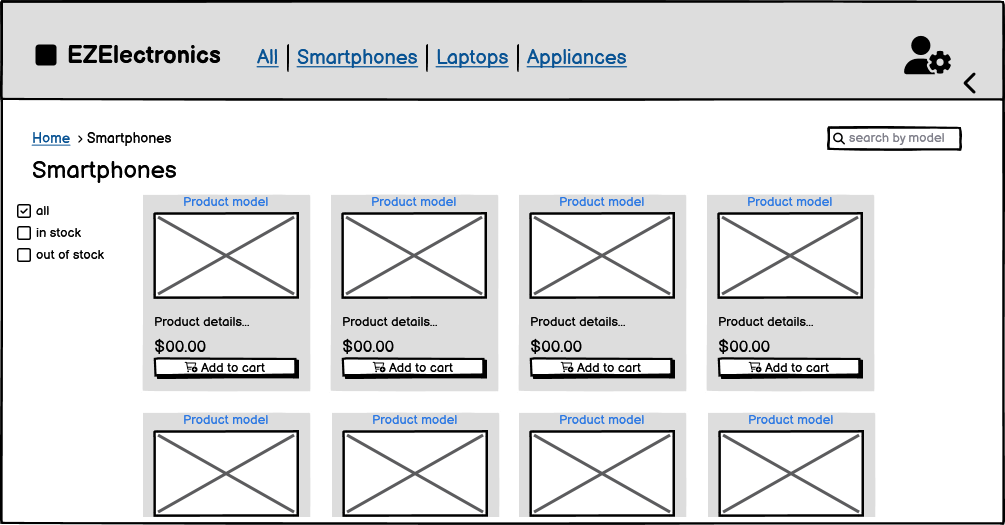 EZElectronics All Smartphones Laptops Appliances
Home > Smartphones search by model
Smartphones
all
in stock
out of stock
Product model Product model Product model Product model
Product details... Product details... Product details... Product details...
$00.00 $00.00 $00.00 $00.00
Add to cart Add to cart Add to cart Add to cart
Product model Product model Product model Product model